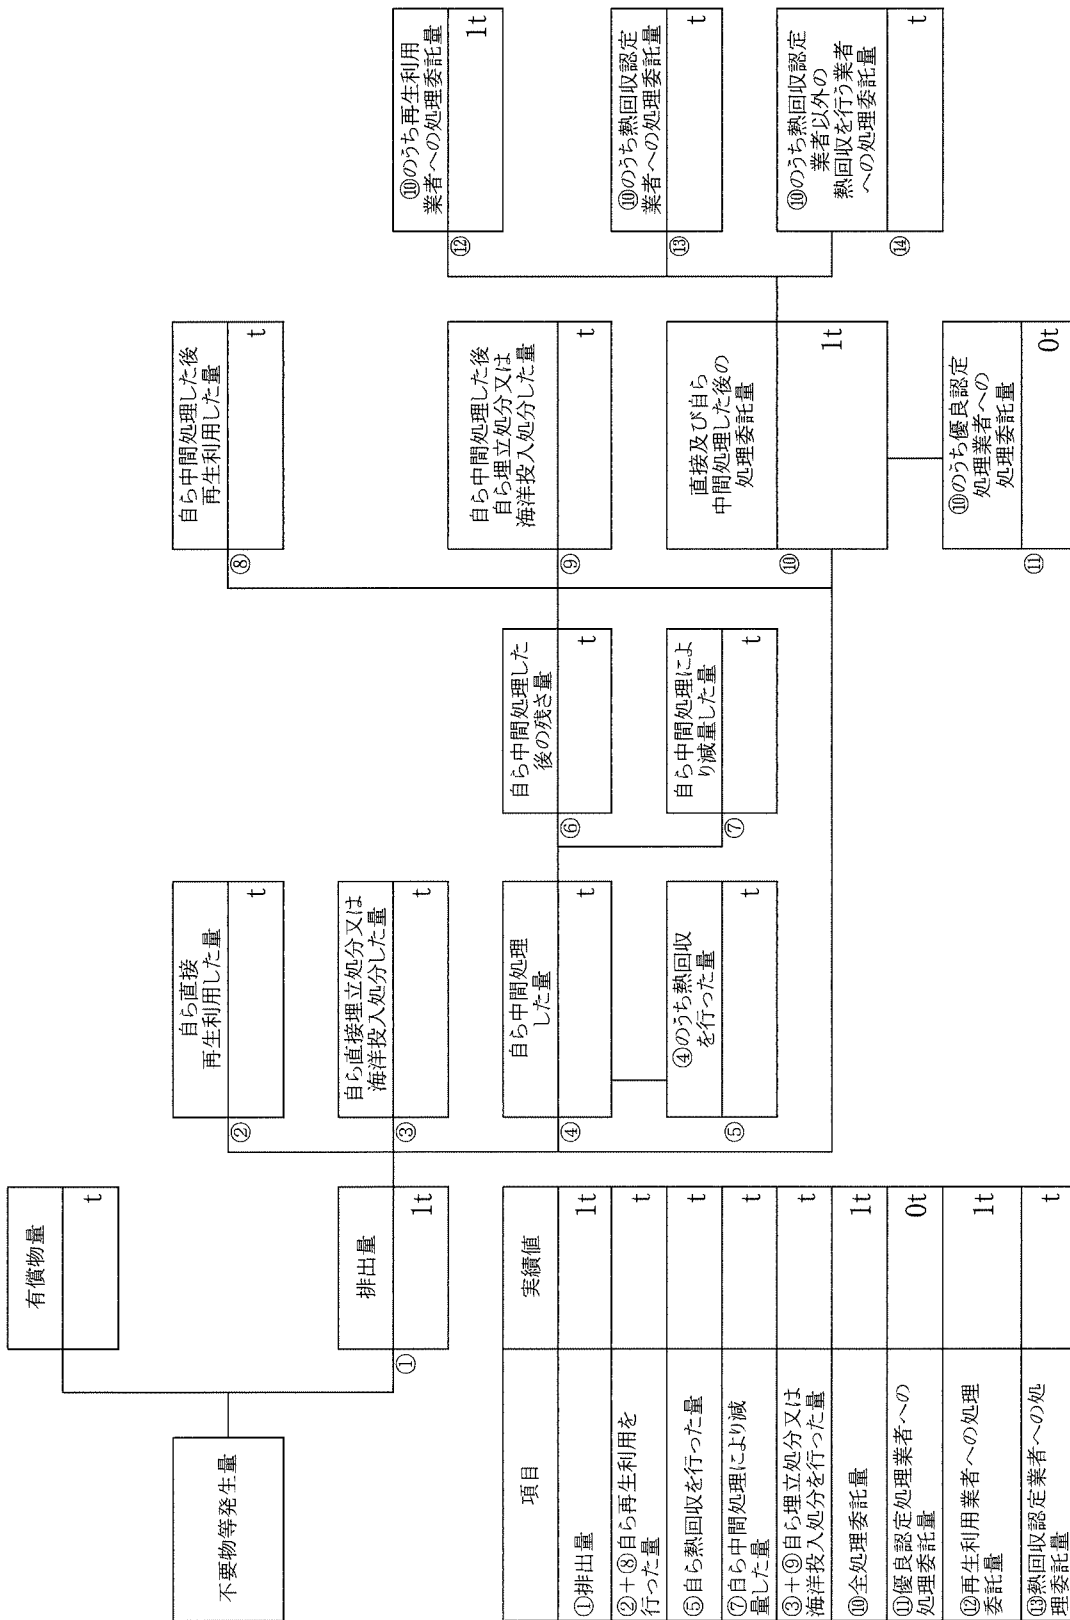 不要物等発生量
有償物量
t
①
排出量
1t
②
自ら直接
再生利用した量
t
③
自ら直接埋立処分又は
海洋投入処分した量
t
④
自ら中間処理
した量
t
⑤
④のうち熱回収
を行った量
t
⑥
自ら中間処理した
後の残さ量
t
⑦
自ら中間処理によ
り減量した量
t
⑧
自ら中間処理した後
再生利用した量
t
⑨
自ら中間処理した後
自ら埋立処分又は
海洋投入処分した量
t
⑩
直接及び自ら
中間処理した後の
処理委託量
1t
⑪
⑩のうち優良認定
処理業者への
処理委託量
0t
⑫
⑩のうち再生利用
業者への処理委託量
1t
⑬
⑩のうち熱回収認定
業者への処理委託量
t
⑭
⑩のうち熱回収認定
業者以外の
熱回収を行う業者
への処理委託量
t
項目
実績値
①排出量
1t
②+⑧自ら再生利用を
行った量
t
⑤自ら熱回収を行った量
t
⑦自ら中間処理により減
量した量
t
③+⑨自ら埋立処分又は
海洋投入処分を行った量
t
⑩全処理委託量
1t
⑪優良認定処理業者への
処理委託量
0t
⑫再生利用業者への処理
委託量
1t
⑬熱回収認定業者への処
理委託量
t